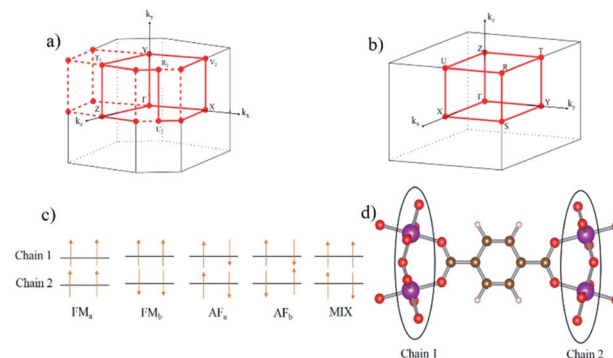 a)
k_y
Y
T_1
R_2
V_2
Z
Γ
X
k_x
k_z
U_2
b)
k_z
Z
T
U
R
Γ
X
Y
k_y
k_x
S
c)
Chain 1
Chain 2
FM_a FM_b AF_a AF_b MIX
d)
Chain 1 Chain 2